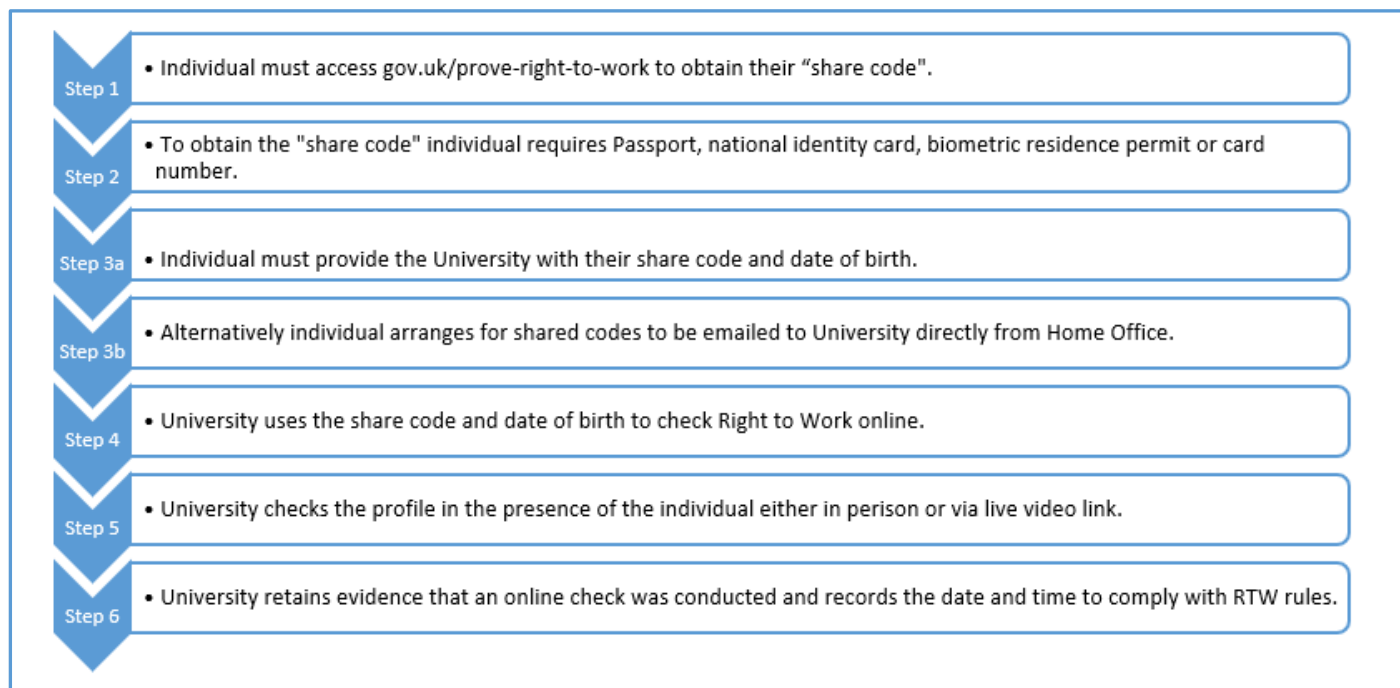 Step 1
• Individual must access gov.uk/prove-right-to-work to obtain their “share code".
Step 2
• To obtain the "share code" individual requires Passport, national identity card, biometric residence permit or card
number.
Step 3a
• Individual must provide the University with their share code and date of birth.
Step 3b
• Alternatively individual arranges for shared codes to be emailed to University directly from Home Office.
Step 4
• University uses the share code and date of birth to check Right to Work online.
Step 5
• University checks the profile in the presence of the individual either in perison or via live video link.
Step 6
• University retains evidence that an online check was conducted and records the date and time to comply with RTW rules.